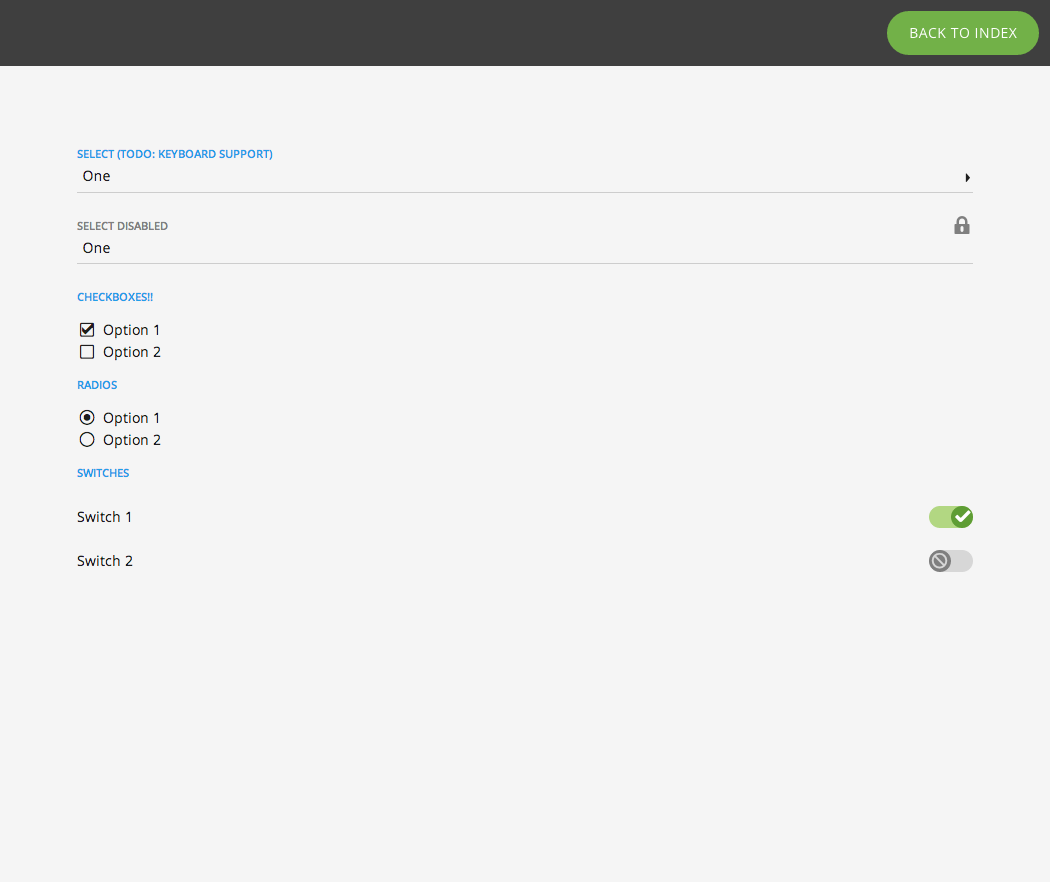 BACK TO INDEX
SELECT (TODO: KEYBOARD SUPPORT)
One
SELECT DISABLED
One
CHECKBOXES!!
Option 1
Option 2
RADIOS
Option 1
Option 2
SWITCHES
Switch 1
Switch 2